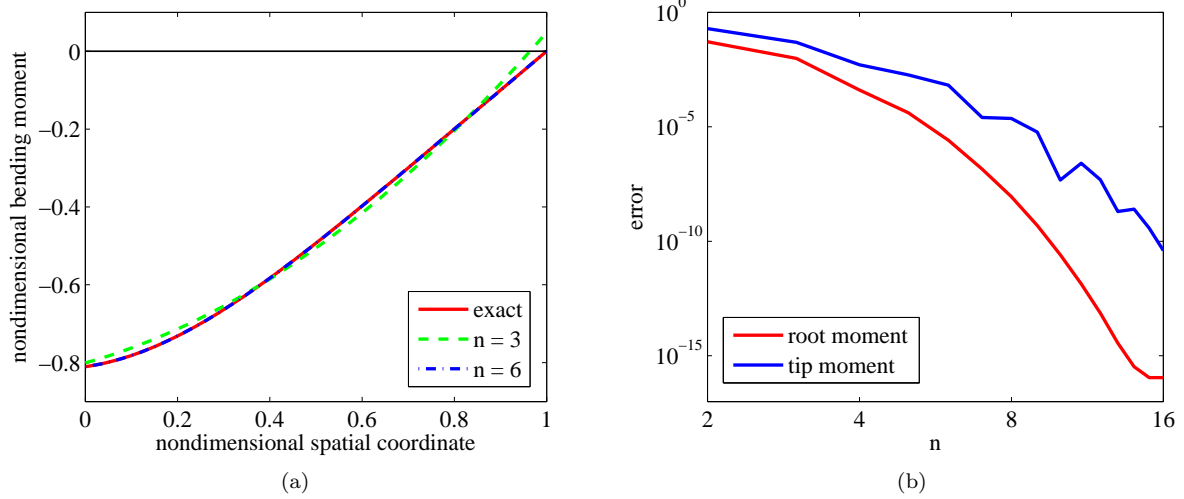 0
−0.2
−0.4
−0.6
−0.8
nondimensional bending moment
exact
n = 3
n = 6
0 0.2 0.4 0.6 0.8 1
nondimensional spatial coordinate
(a)
10^0
10^−5
10^−10
10^−15
error
root moment
tip moment
2 4 8 16
n
(b)